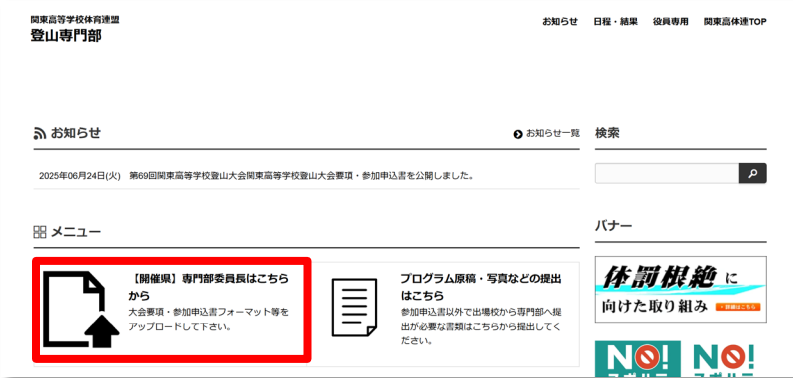 関東高等学校体育連盟
登山専門部
お知らせ 日程・結果 役員専用 関東高体連TOP
お知らせ
お知らせ一覧
2025年06月24日(火) 第69回関東高等学校登山大会関東高等学校登山大会要項・参加申込書を公開しました。
メニュー
【開催県】専門部委員長はこちら
から
大会要項・参加申込書フォーマット等を
アップロードして下さい。
プログラム原稿・写真などの提出
はこちら
参加申込書以外で出場校から専門部へ提
出が必要な書類はこちらから提出してく
ださい。
検索
バナー
体罰根絶に
向けた取り組み
詳細はこちら
NO! NO!